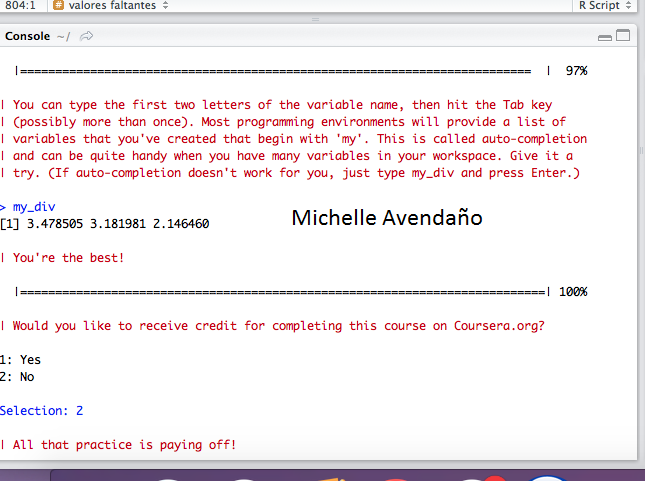 804:1 # valores faltantes R Script
Console ~/
|========================================================================= | 97%
| You can type the first two letters of the variable name, then hit the Tab key
| (possibly more than once). Most programming environments will provide a list of
| variables that you've created that begin with 'my'. This is called auto-completion
| and can be quite handy when you have many variables in your workspace. Give it a
| try. (If auto-completion doesn't work for you, just type my_div and press Enter.)
> my_div
[1] 3.478505 3.181981 2.146460
Michelle Avendaño
| You're the best!
|===========================================================================| 100%
| Would you like to receive credit for completing this course on Coursera.org?
1: Yes
2: No
Selection: 2
| All that practice is paying off!